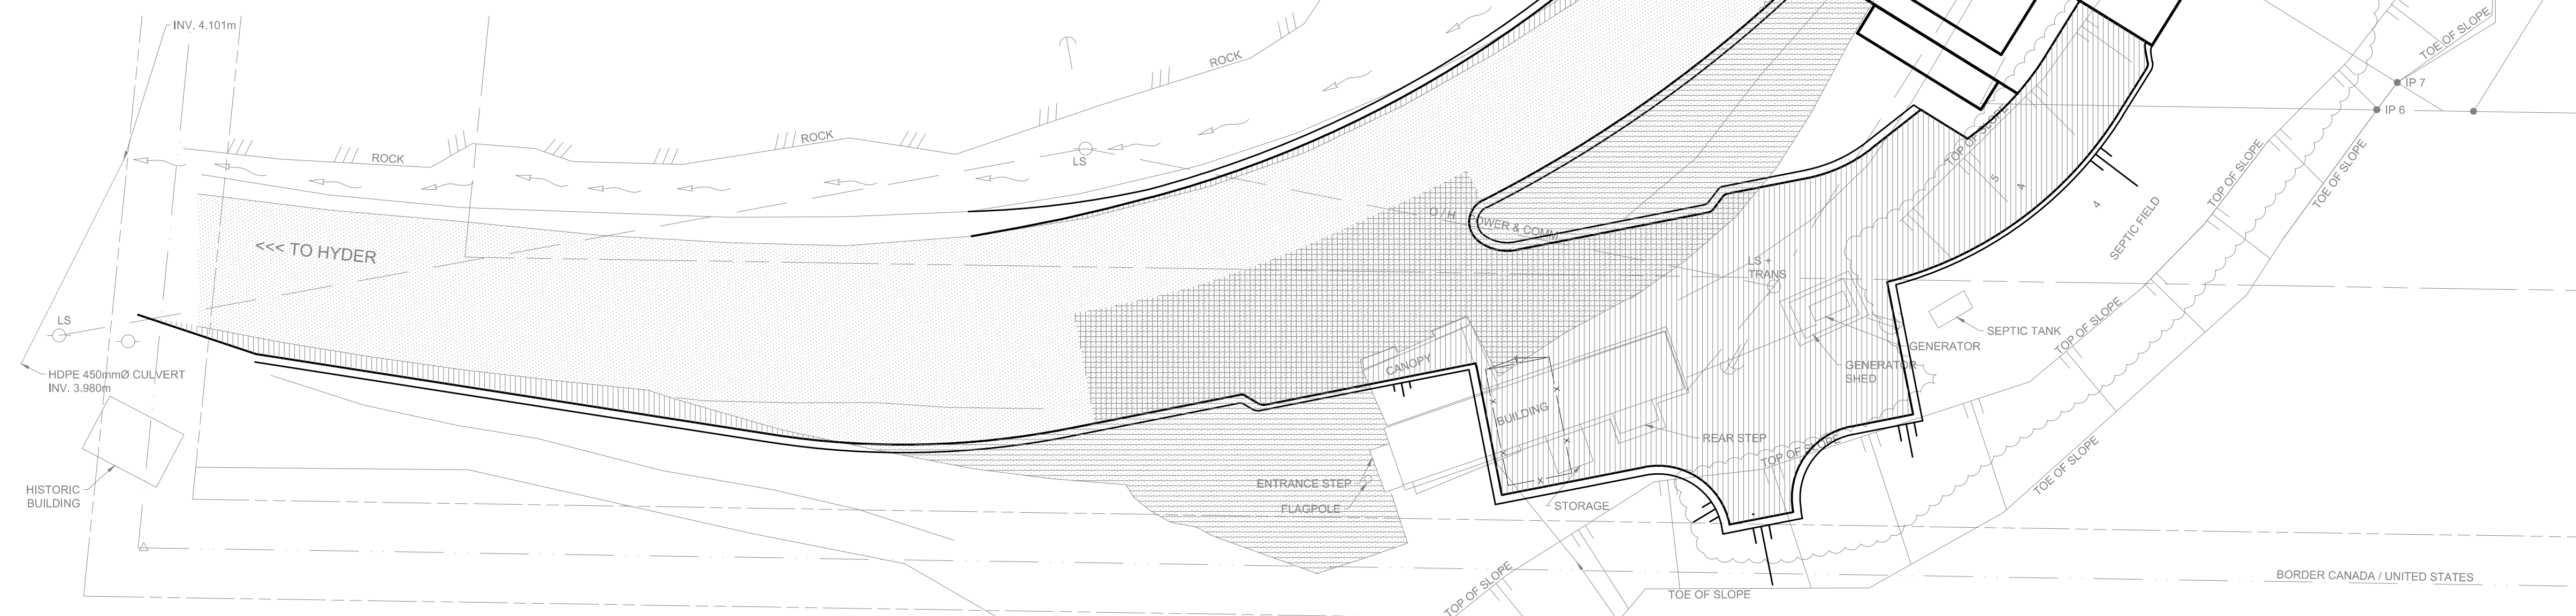 INV. 4.101m
ROCK
ROCK
ROCK
LS
<<< TO HYDER
LS
HDPE 450mmØ CULVERT
INV. 3.980m
HISTORIC
BUILDING
O / H POWER & COMM
LS +
TRANS
CANOPY
BUILDING
ENTRANCE STEP
FLAGPOLE
STORAGE
REAR STEP
GENERATOR
GENERATOR
SHED
SEPTIC TANK
SEPTIC FIELD
TOP OF SLOPE
5
4
4
TOP OF SLOPE
TOE OF SLOPE
TOE OF SLOPE
IP 7
IP 6
TOP OF SLOPE
TOP OF SLOPE
TOE OF SLOPE
TOP OF SLOPE
TOE OF SLOPE
BORDER CANADA / UNITED STATES